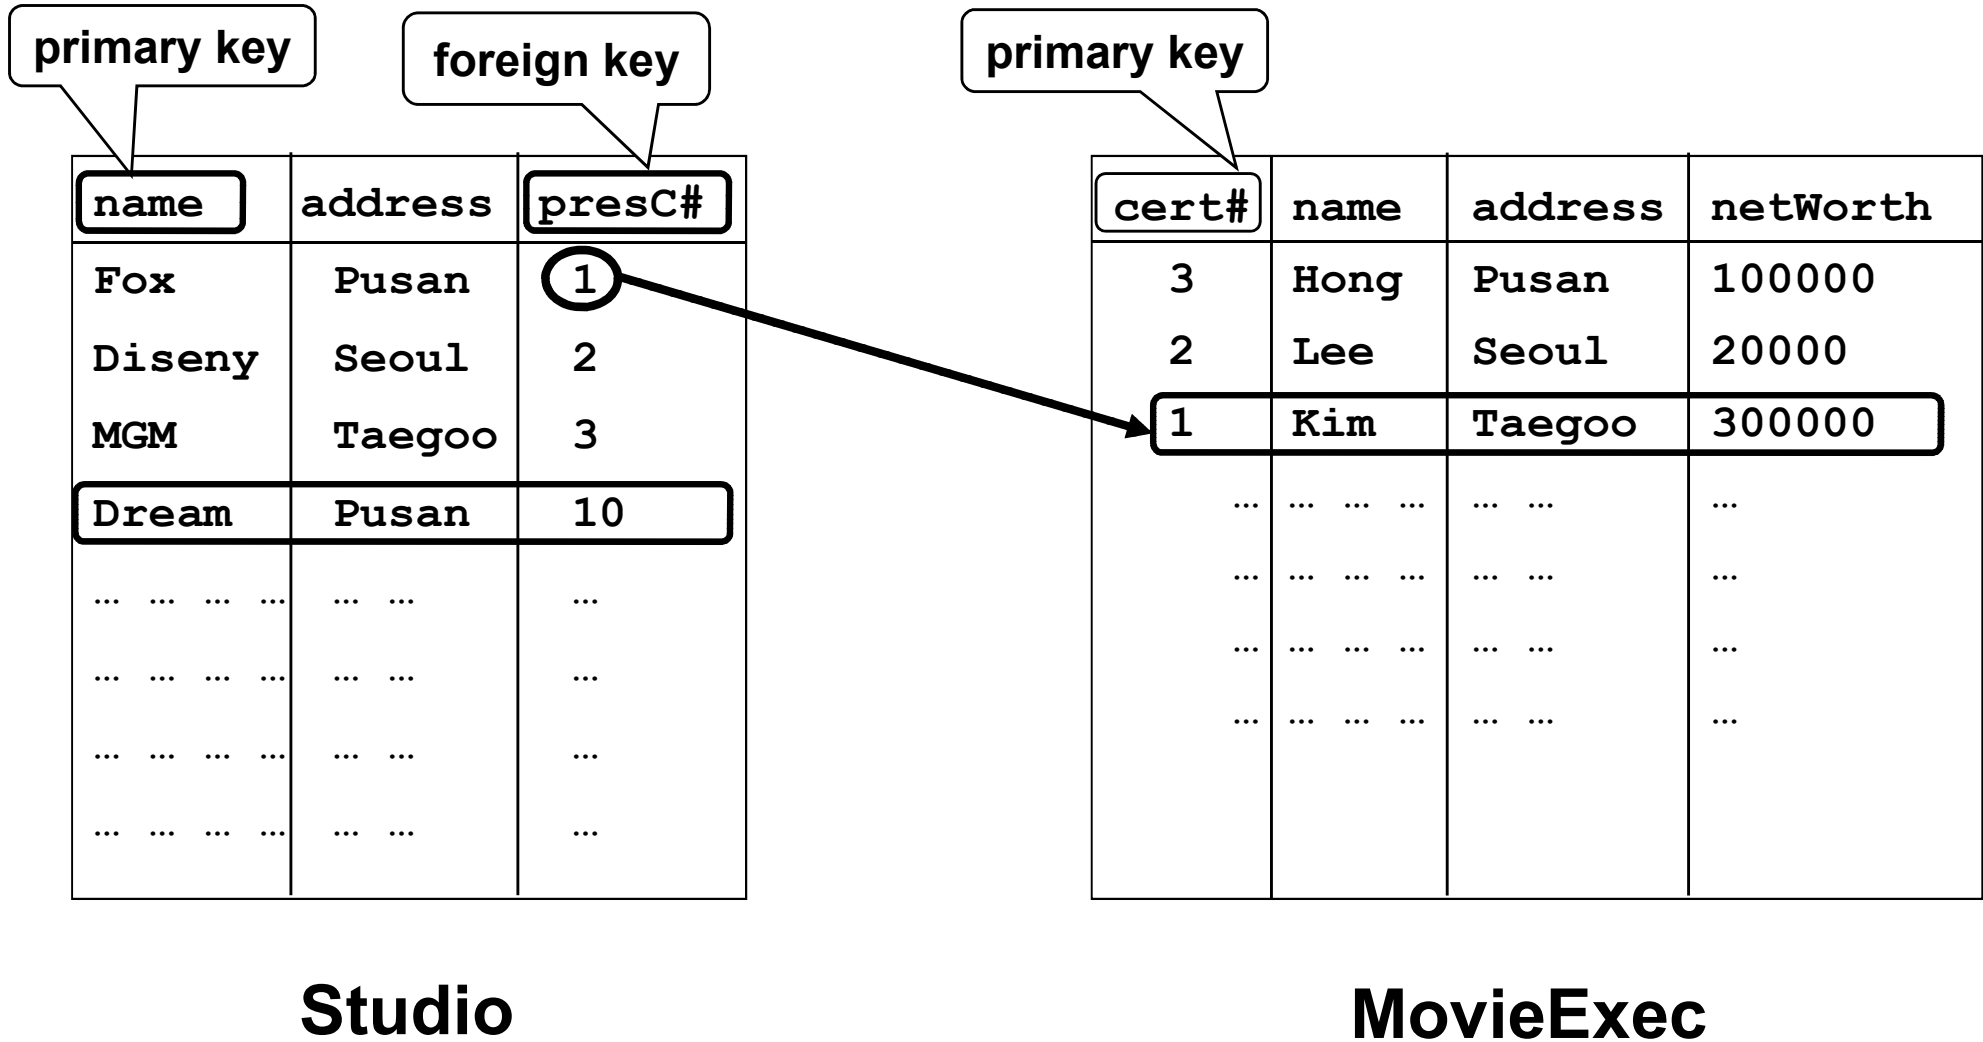 primary key
foreign key
primary key
name address presC#
Fox Pusan 1
Diseny Seoul 2
MGM Taegoo 3
Dream Pusan 10
… … … … … … …
… … … … … … …
… … … … … … …
… … … … … … …
Studio
cert# name address netWorth
3 Hong Pusan 100000
2 Lee Seoul 20000
1 Kim Taegoo 300000
… … … … … … …
… … … … … … …
… … … … … … …
… … … … … … …
MovieExec